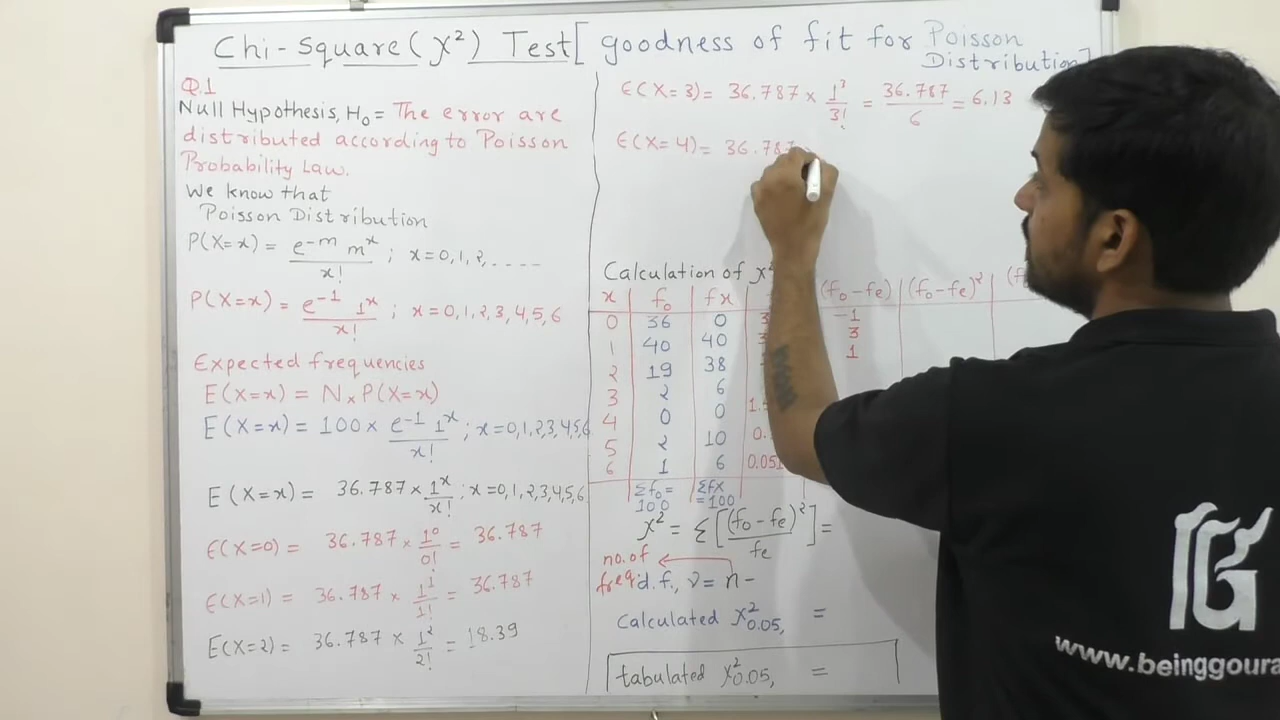 Chi-Square (χ²) Test [ goodness of fit for Poisson
Distribution]
Q.1
Null Hypothesis, H₀ = The error are
distributed according to Poisson
Probability Law.
We know that
Poisson Distribution
P(X=x) = e⁻ᵐ mˣ / x! ; x=0,1,2,----
P(X=x) = e⁻¹ 1ˣ / x! ; x=0,1,2,3,4,5,6
Expected frequencies
E(X=x) = N × P(X=x)
E(X=x) = 100 × e⁻¹ 1ˣ / x! ; x=0,1,2,3,4,5,6
E(X=x) = 36.787 × 1ˣ / x! ; x=0,1,2,3,4,5,6
E(X=0) = 36.787 × 1⁰ / 0! = 36.787
E(X=1) = 36.787 × 1¹ / 1! = 36.787
E(X=2) = 36.787 × 1² / 2! = 18.39
E(X=3) = 36.787 × 1³ / 3! = 36.787 / 6 = 6.13
E(X=4) = 36.787
Calculation of χ²
x f₀ fx (f₀-fe) (f₀-fe)²
0 36 0 -1
1 40 40 3
2 19 38 1
3 2 6
4 0 0
5 2 10
6 1 6 0.051
Σf₀ = 100 Σfx = 100
χ² = Σ[(f₀-fe)² / fe] =
no. of
freq d.f., ν = n -
Calculated χ²0.05, =
tabulated χ²0.05, =